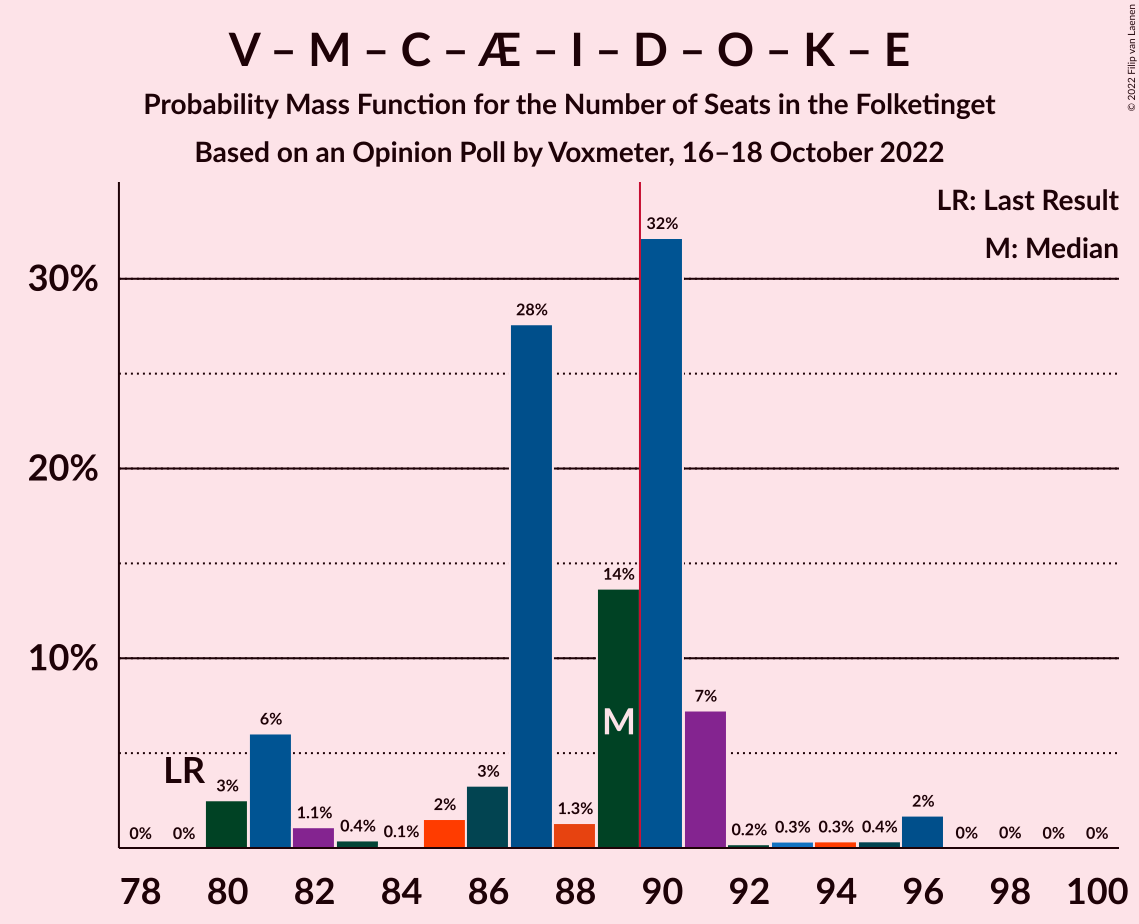 V – M – C – Æ – I – D – O – K – E
Probability Mass Function for the Number of Seats in the Folketinget
Based on an Opinion Poll by Voxmeter, 16–18 October 2022
© 2022 Filip van Laenen
LR: Last Result
M: Median
30%
20%
10%
0%
0%
3%
6%
1.1%
0.4%
0.1%
2%
3%
28%
1.3%
14%
32%
7%
0.2%
0.3%
0.3%
0.4%
2%
0%
0%
0%
0%
LR
M
78 80 82 84 86 88 90 92 94 96 98 100